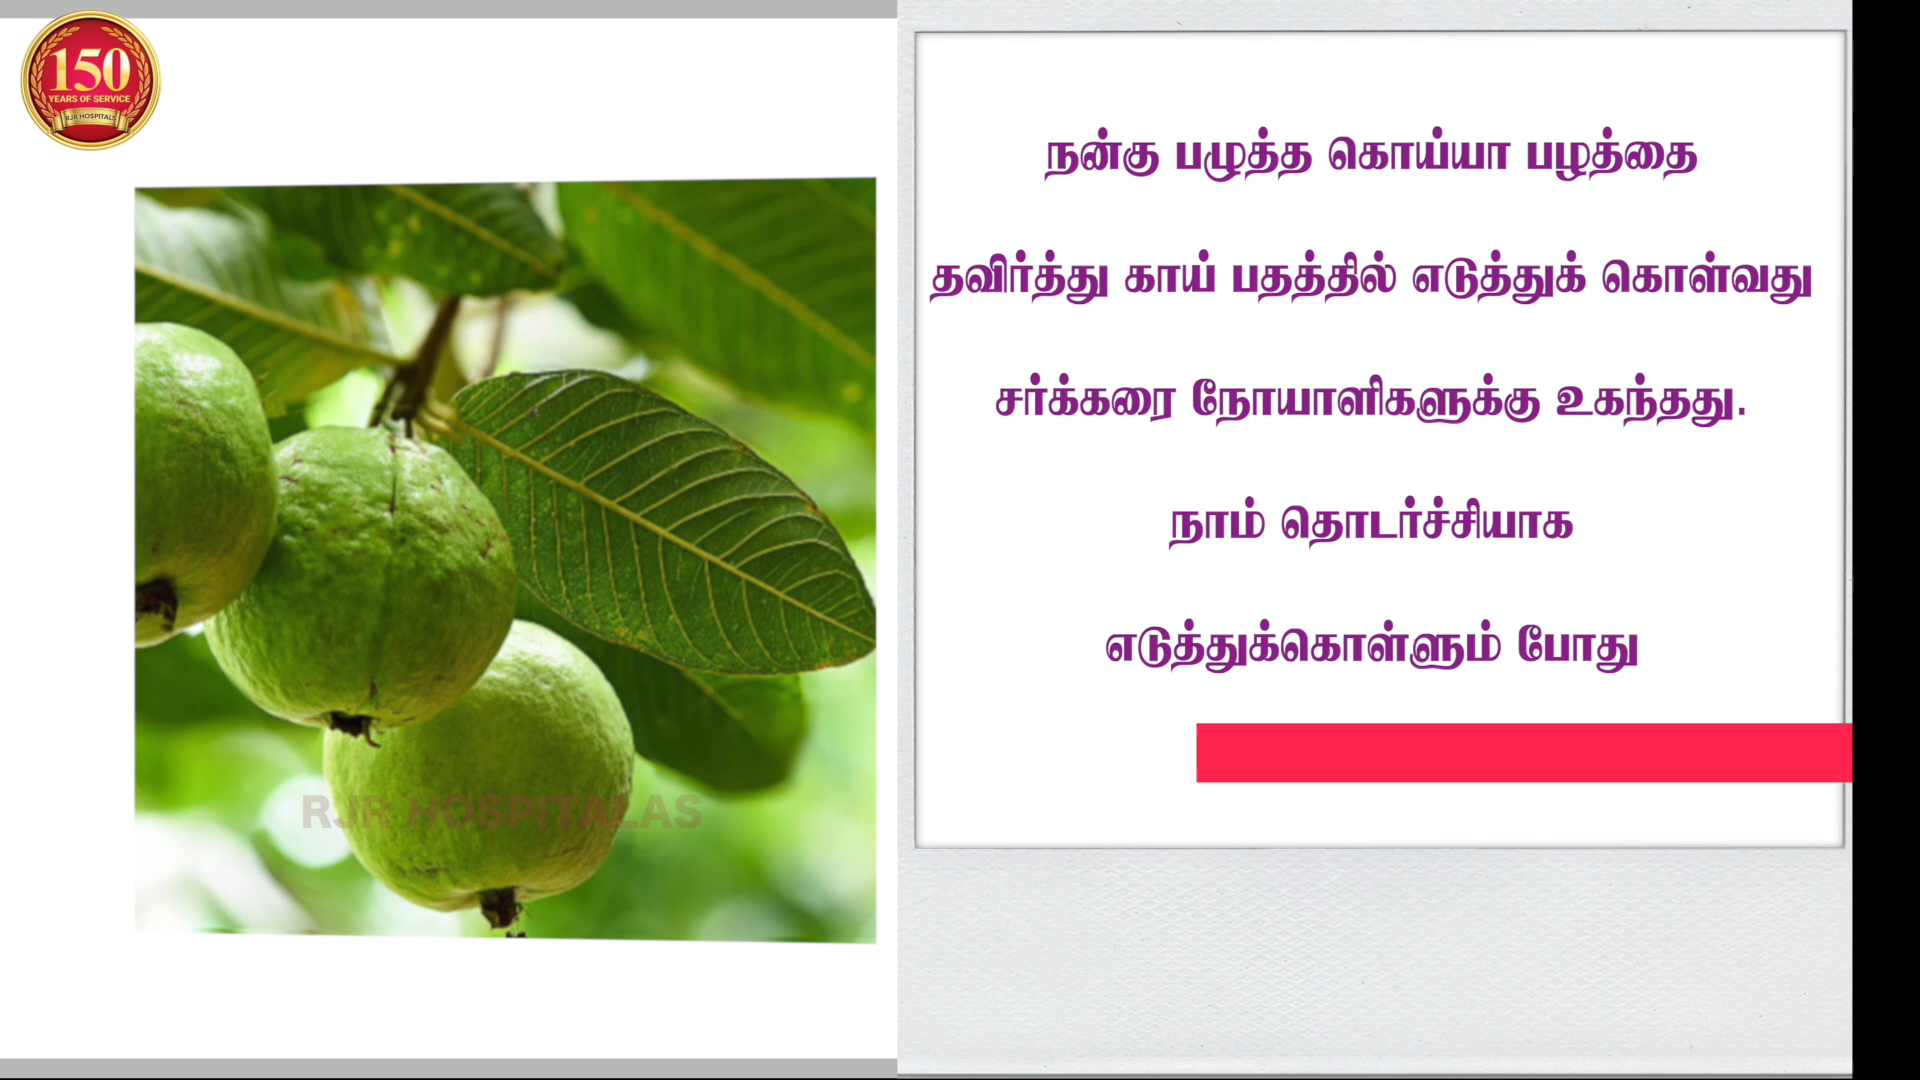 150
YEARS OF SERVICE
RJR HOSPITALS
நன்கு பழுத்த கொய்யா பழத்தை
தவிர்த்து காய் பதத்தில் எடுத்துக் கொள்வது
சர்க்கரை நோயாளிகளுக்கு உகந்தது.
நாம் தொடர்ச்சியாக
எடுத்துக்கொள்ளும் போது
RJR HOSPITALAS